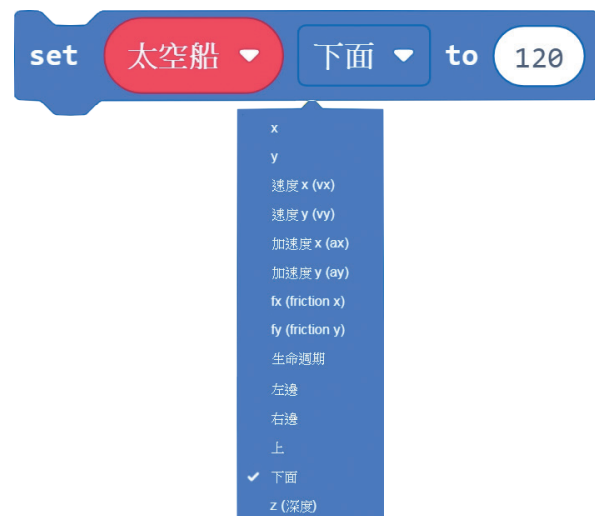 set 太空船 下面 to 120
x
y
速度 x (vx)
速度 y (vy)
加速度 x (ax)
加速度 y (ay)
fx (friction x)
fy (friction y)
生命週期
左邊
右邊
上
下面
z (深度)